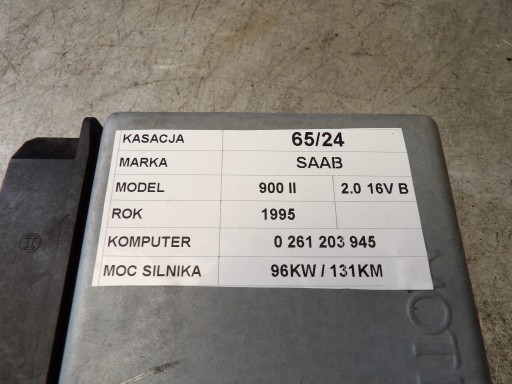 KASACJA 65/24
MARKA SAAB
MODEL 900 II 2.0 16V B
ROK 1995
KOMPUTER 0 261 203 945
MOC SILNIKA 96KW / 131KM
MOT